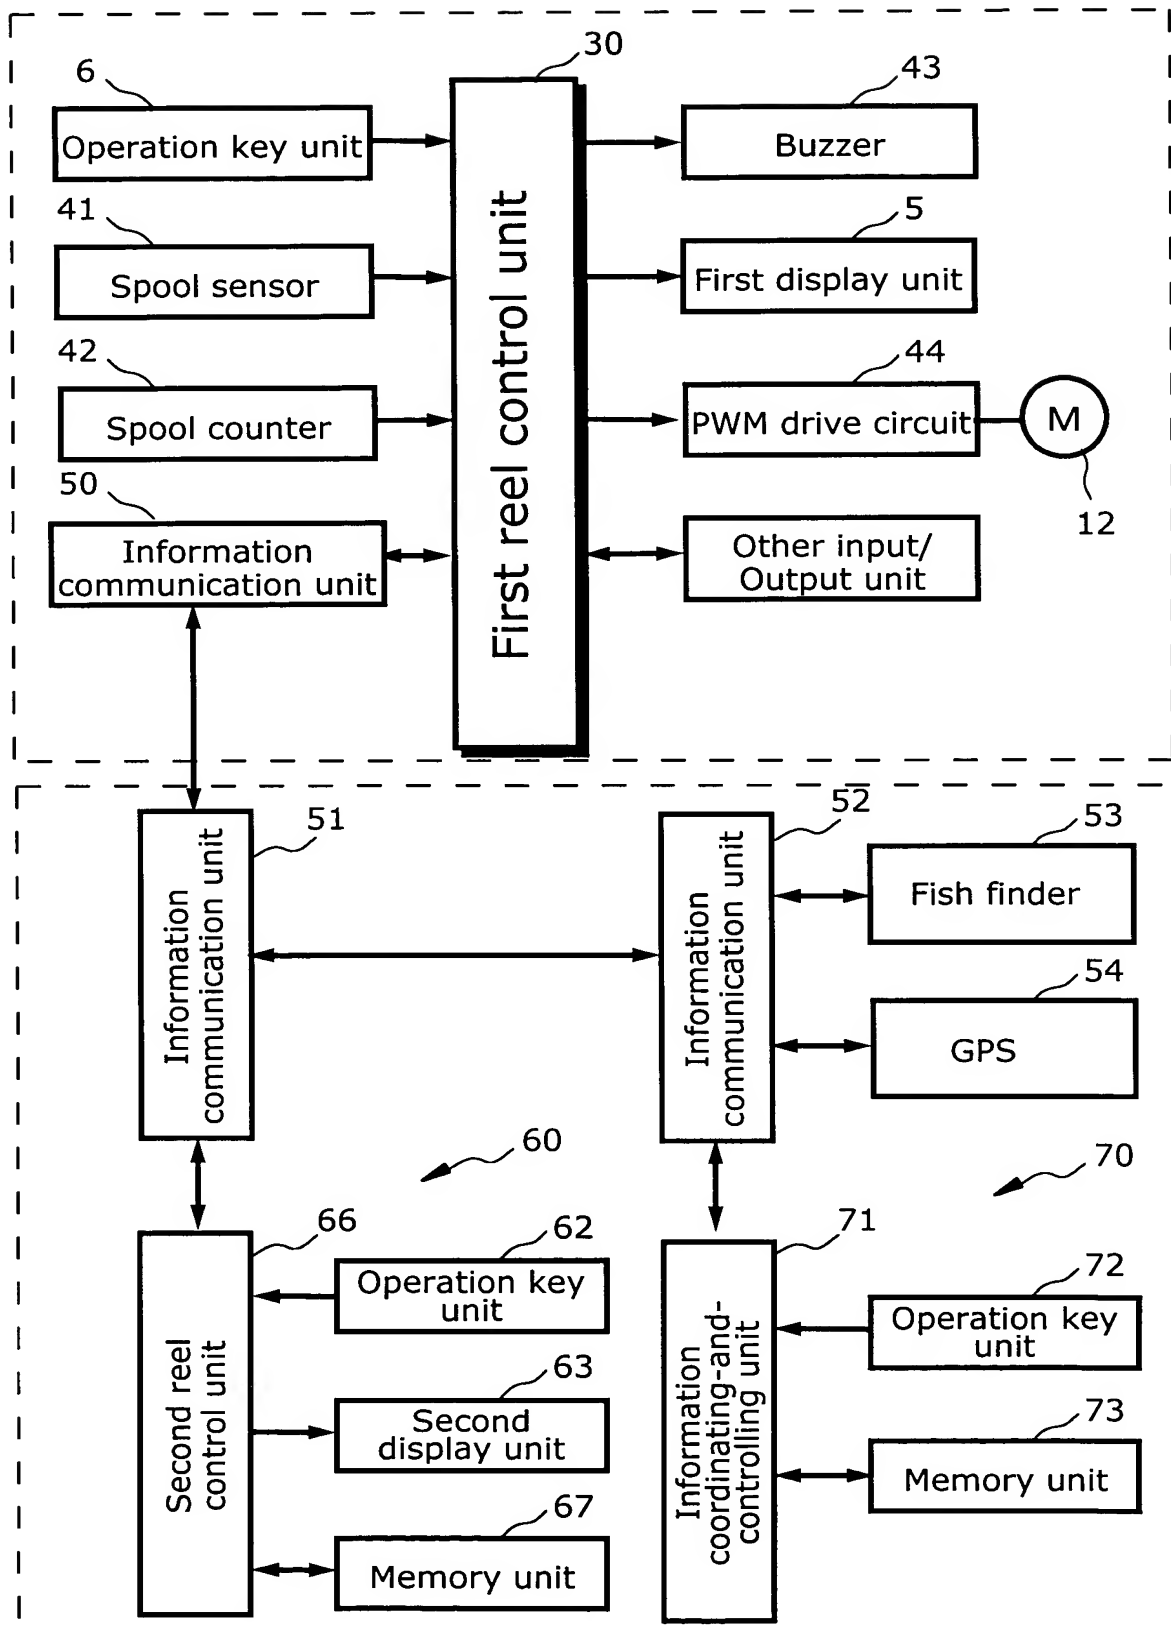 30
6
43
Operation key unit
Buzzer
41
5
Spool sensor
First display unit
42
44
Spool counter
PWM drive circuit
M
12
50
Information
communication unit
Other input/
Output unit
First reel control unit
51
52
53
Information
communication unit
Information
communication unit
Fish finder
54
GPS
60
70
66
62
71
Operation key
unit
72
Operation key
unit
Second reel
control unit
63
Second
display unit
Information
coordinating-and-
controlling unit
73
Memory unit
67
Memory unit